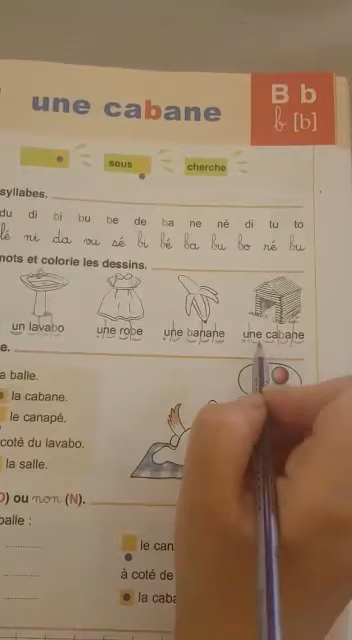 une cabane
B b
b [b]
sous
cherche
syllabes.
du di bi bu be de ba ne né di tu to
lé ni da vu sé bi bé ba bu bo ré bu
mots et colorie les dessins.
un lavabo une robe une banane une cabane
e.
a balle.
la cabane.
le canapé.
coté du lavabo.
la salle.
O) ou non (N).
balle :
le can
à coté de
la caba